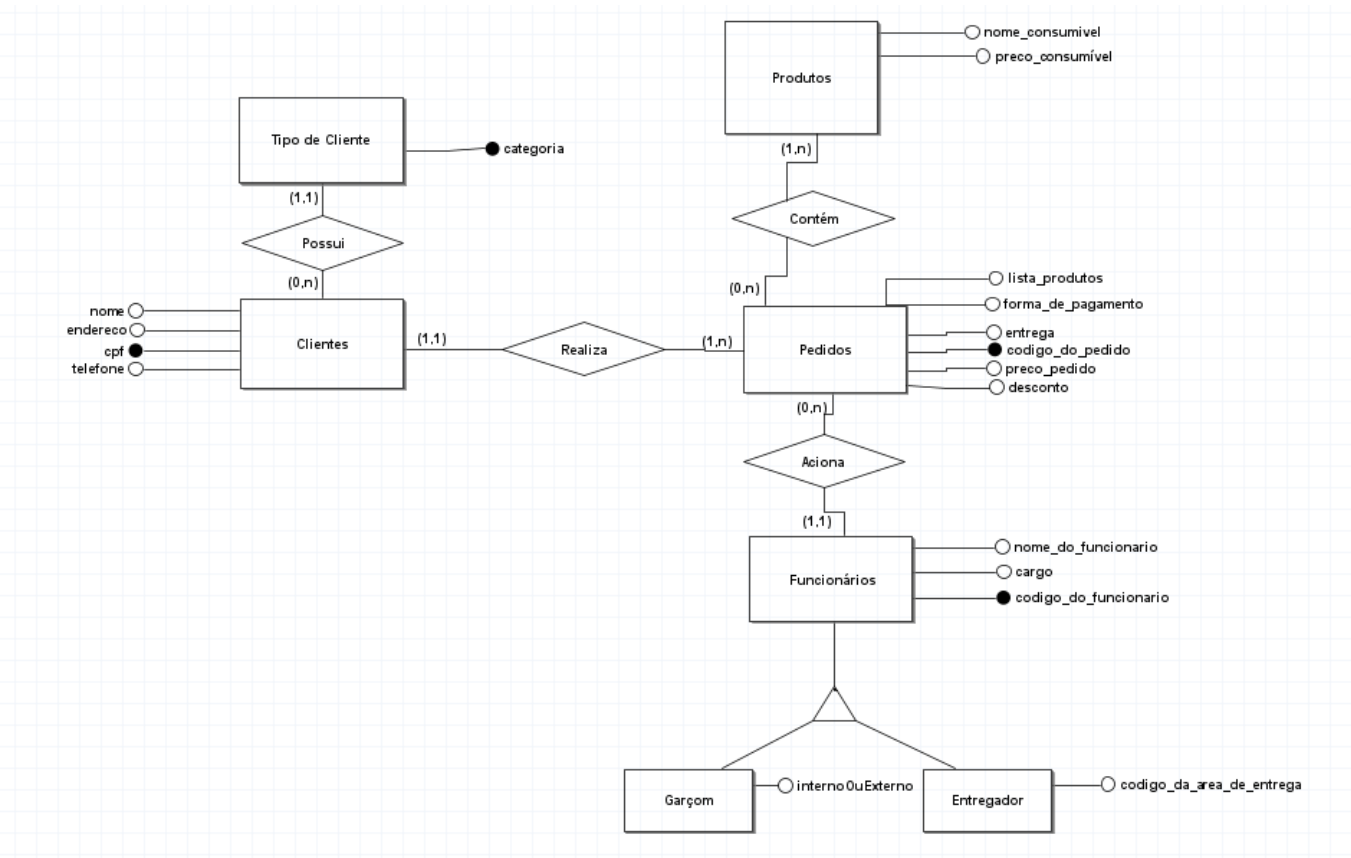 nome_consumivel
preco_consumível
Produtos
Tipo de Cliente
categoria
(1,n)
(1,1)
Contém
Possui
(0,n)
(0,n)
lista_produtos
forma_de_pagamento
nome
endereco
cpf
telefone
Clientes
(1,1)
Realiza
(1,n)
Pedidos
entrega
codigo_do_pedido
preco_pedido
desconto
(0,n)
Aciona
(1,1)
Funcionários
nome_do_funcionario
cargo
codigo_do_funcionario
Garçom
internoOuExterno
Entregador
codigo_da_area_de_entrega